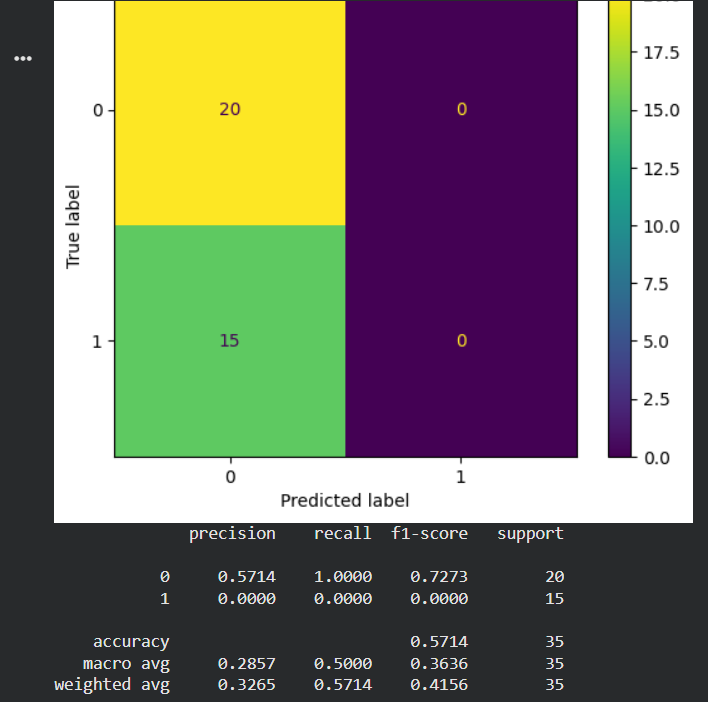 17.5
0
20
0
15.0
12.5
True label
10.0
7.5
1
15
0
5.0
2.5
0.0
0
1
Predicted label
precision recall f1-score support
0 0.5714 1.0000 0.7273 20
1 0.0000 0.0000 0.0000 15
accuracy 0.5714 35
macro avg 0.2857 0.5000 0.3636 35
weighted avg 0.3265 0.5714 0.4156 35